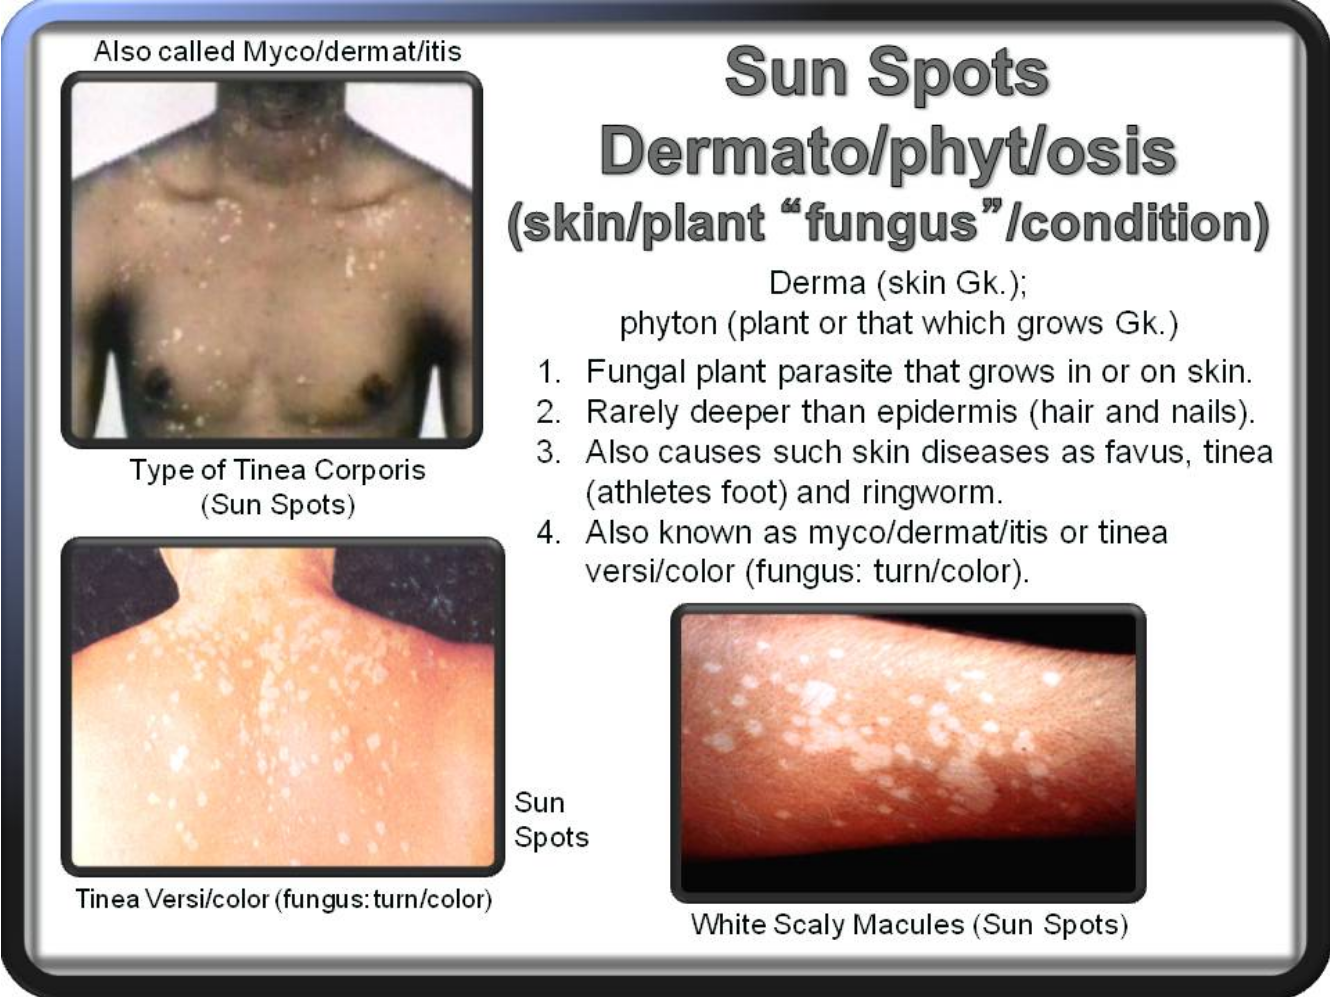 Also called Myco/dermat/itis
Type of Tinea Corporis
(Sun Spots)
Tinea Versi/color (fungus: turn/color)
Sun
Spots
Sun Spots
Dermato/phyt/osis
(skin/plant “fungus”/condition)
Derma (skin Gk.);
phyton (plant or that which grows Gk.)
1. Fungal plant parasite that grows in or on skin.
2. Rarely deeper than epidermis (hair and nails).
3. Also causes such skin diseases as favus, tinea
(athletes foot) and ringworm.
4. Also known as myco/dermat/itis or tinea
versi/color (fungus: turn/color).
White Scaly Macules (Sun Spots)